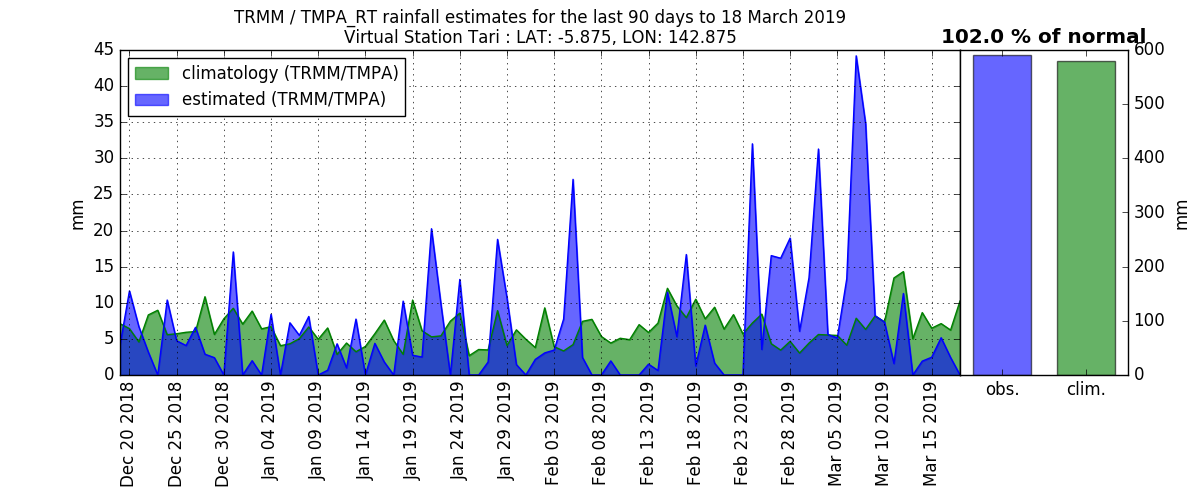 TRMM / TMPA_RT rainfall estimates for the last 90 days to 18 March 2019
Virtual Station Tari : LAT: -5.875, LON: 142.875
102.0 % of normal
climatology (TRMM/TMPA)
estimated (TRMM/TMPA)
45
40
35
30
25
20
15
10
5
0
mm
600
500
400
300
200
100
0
mm
Dec 20 2018
Dec 25 2018
Dec 30 2018
Jan 04 2019
Jan 09 2019
Jan 14 2019
Jan 19 2019
Jan 24 2019
Jan 29 2019
Feb 03 2019
Feb 08 2019
Feb 13 2019
Feb 18 2019
Feb 23 2019
Feb 28 2019
Mar 05 2019
Mar 10 2019
Mar 15 2019
obs.
clim.